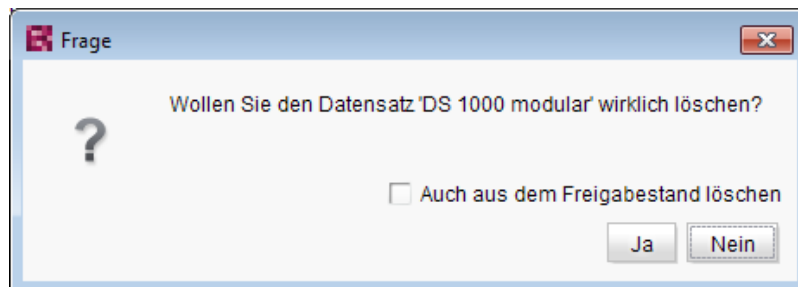 Frage
Wollen Sie den Datensatz 'DS 1000 modular' wirklich löschen?
?
Auch aus dem Freigabestand löschen
Ja
Nein